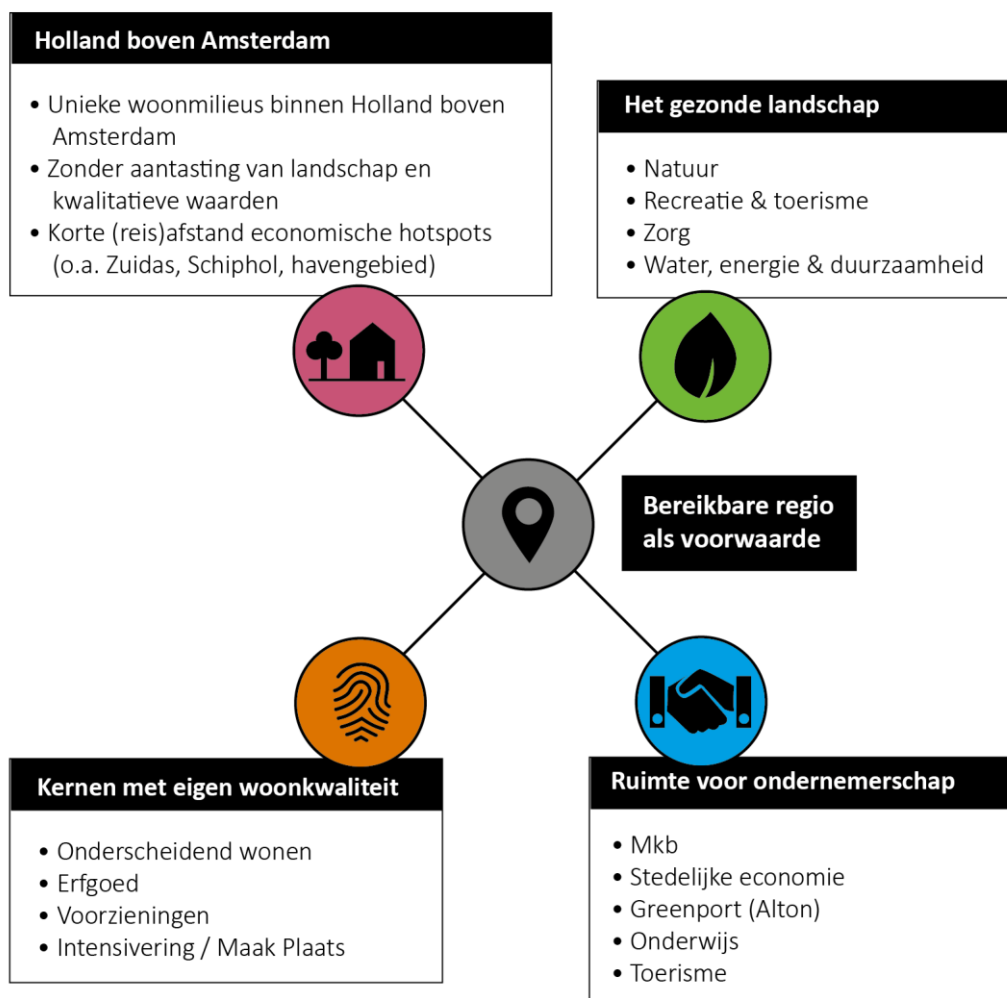 Holland boven Amsterdam
• Unieke woonmilieus binnen Holland boven
Amsterdam
• Zonder aantasting van landschap en
kwalitatieve waarden
• Korte (reis)afstand economische hotspots
(o.a. Zuidas, Schiphol, havengebied)
Het gezonde landschap
• Natuur
• Recreatie & toerisme
• Zorg
• Water, energie & duurzaamheid
Bereikbare regio
als voorwaarde
Kernen met eigen woonkwaliteit
• Onderscheidend wonen
• Erfgoed
• Voorzieningen
• Intensivering / Maak Plaats
Ruimte voor ondernemerschap
• Mkb
• Stedelijke economie
• Greenport (Alton)
• Onderwijs
• Toerisme